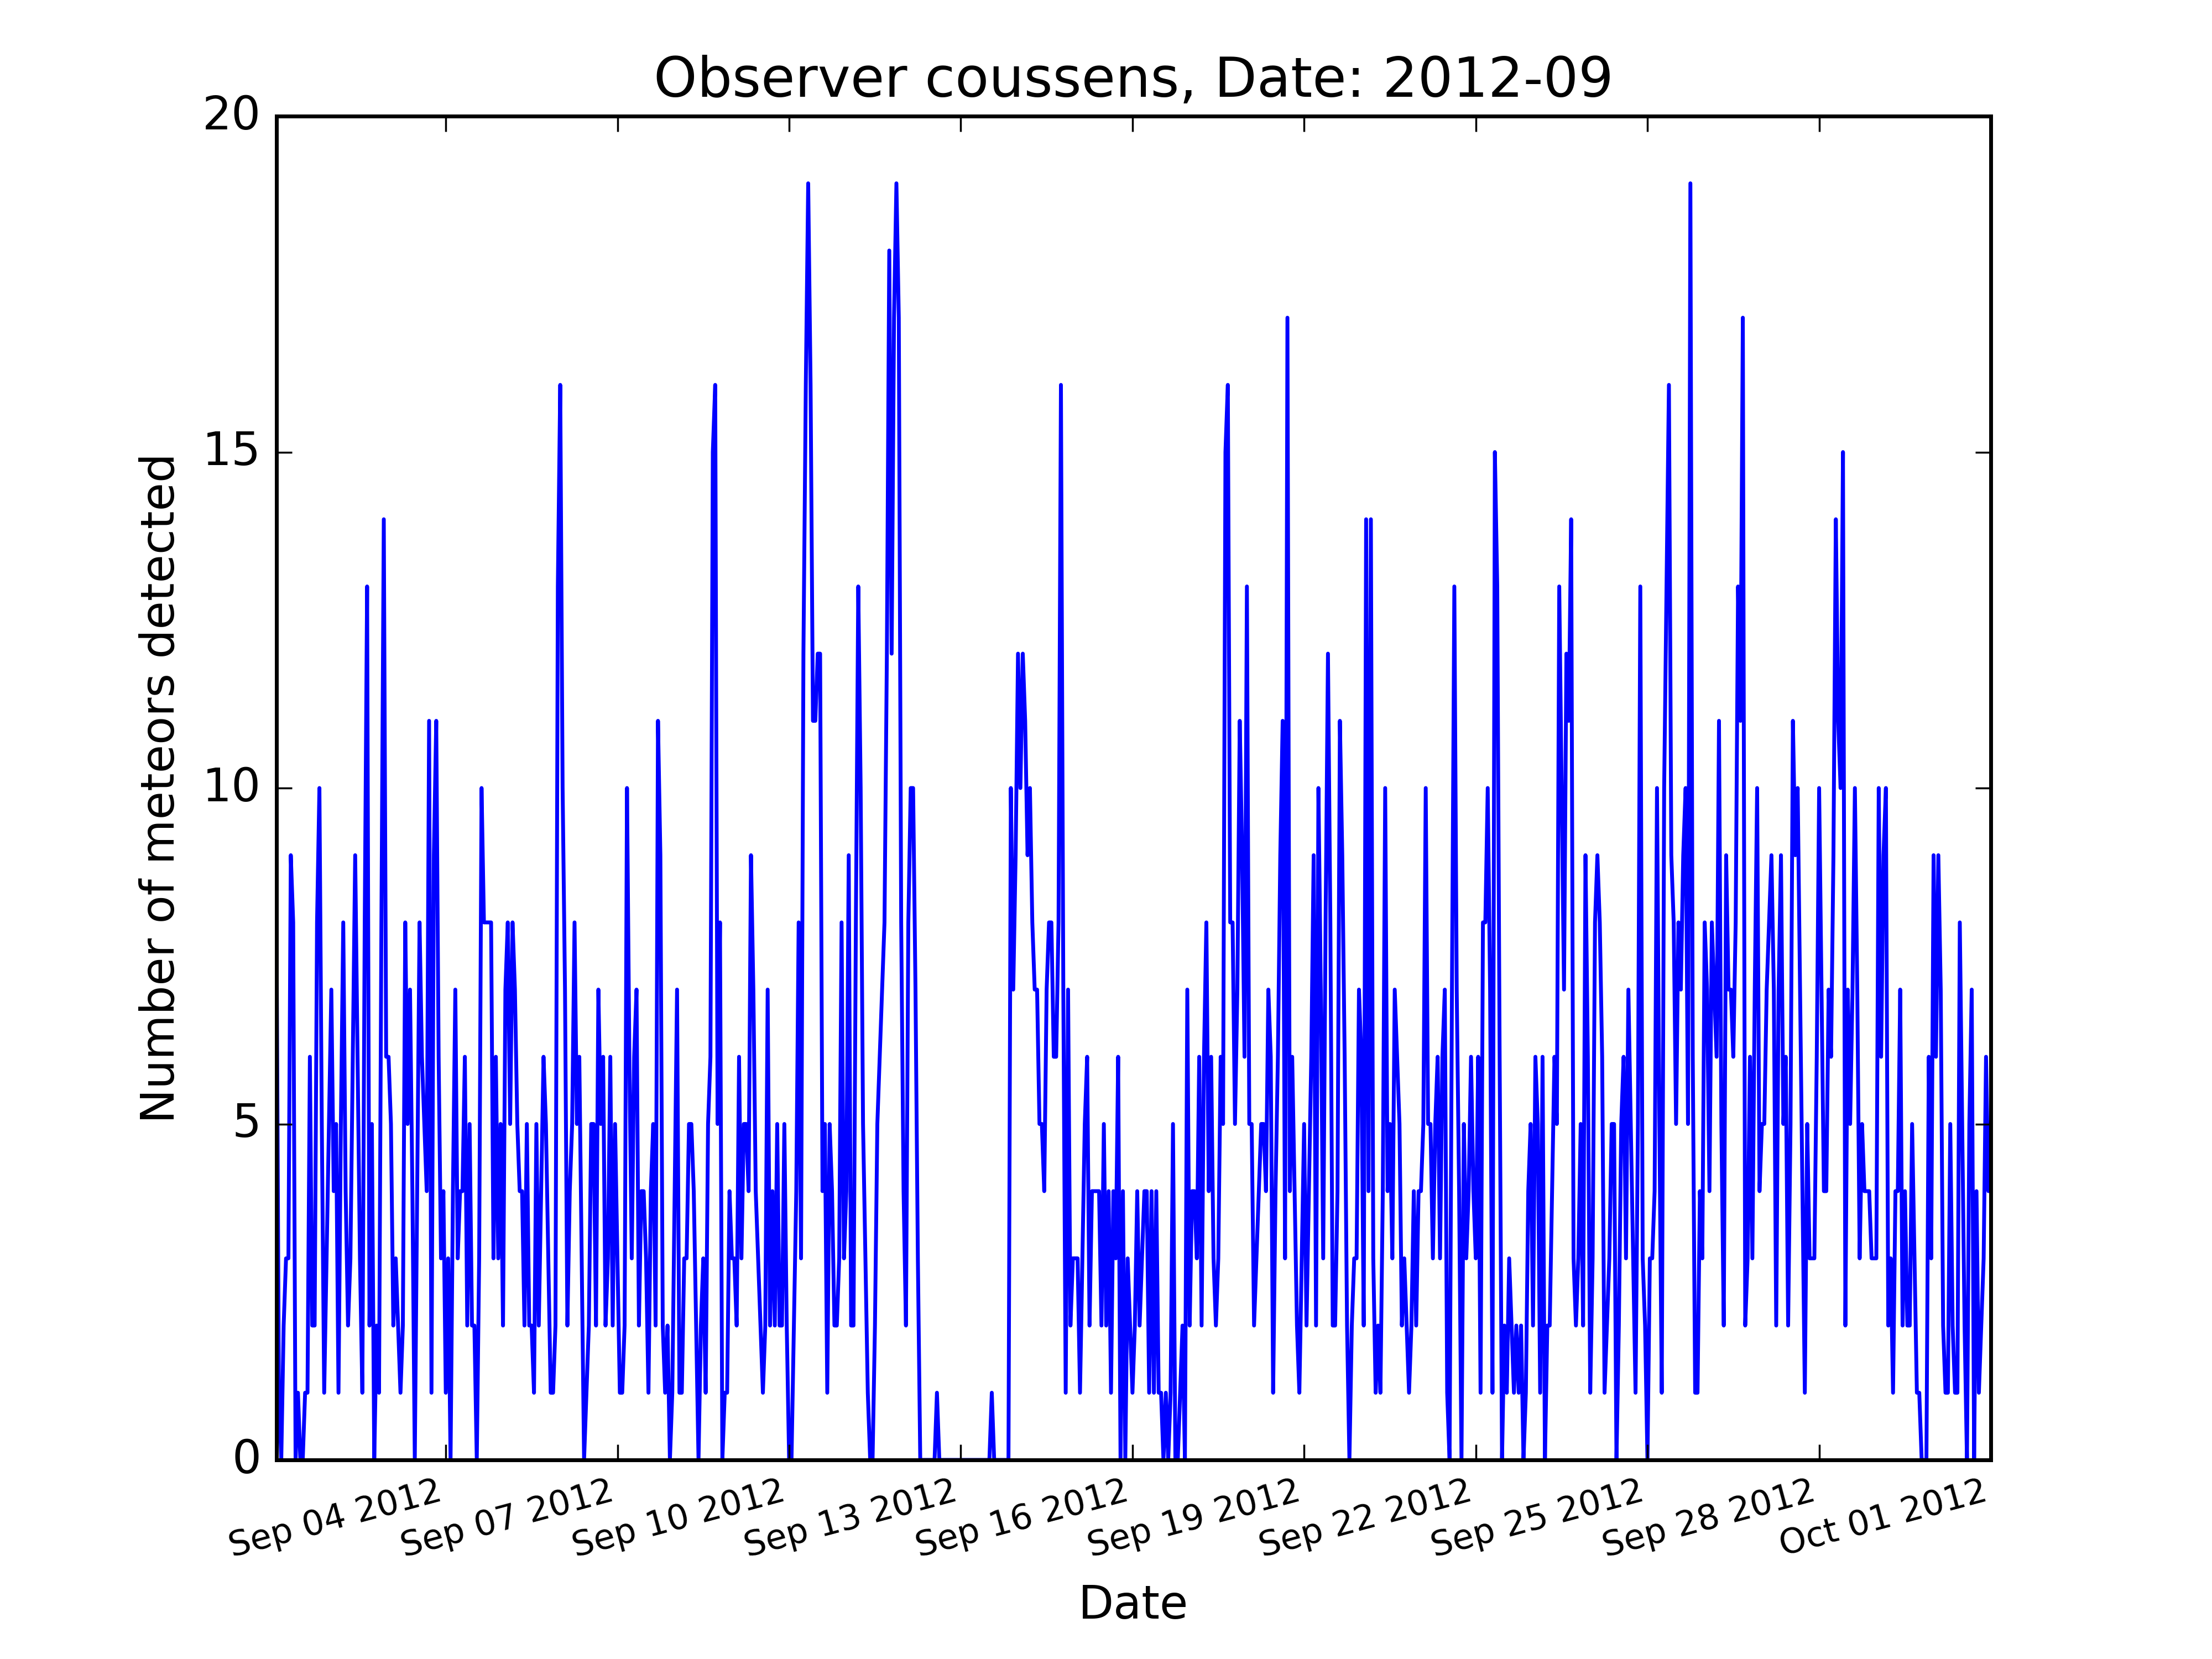 Observer coussens, Date: 2012-09
20
15
10
5
0
Number of meteors detected
Sep 04 2012
Sep 07 2012
Sep 10 2012
Sep 13 2012
Sep 16 2012
Sep 19 2012
Sep 22 2012
Sep 25 2012
Sep 28 2012
Oct 01 2012
Date